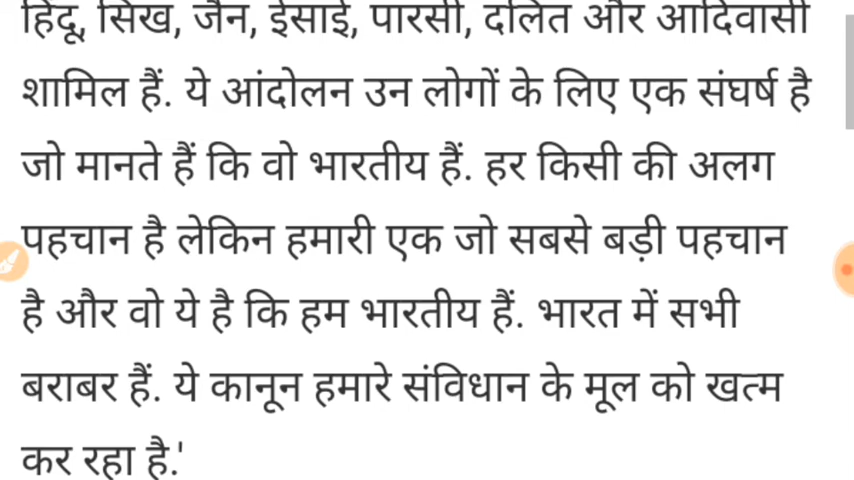 हिंदू, सिख, जैन, ईसाई, पारसी, दलित और आदिवासी
शामिल हैं. ये आंदोलन उन लोगों के लिए एक संघर्ष है
जो मानते हैं कि वो भारतीय हैं. हर किसी की अलग
पहचान है लेकिन हमारी एक जो सबसे बड़ी पहचान
है और वो ये है कि हम भारतीय हैं. भारत में सभी
बराबर हैं. ये कानून हमारे संविधान के मूल को खत्म
कर रहा है.'